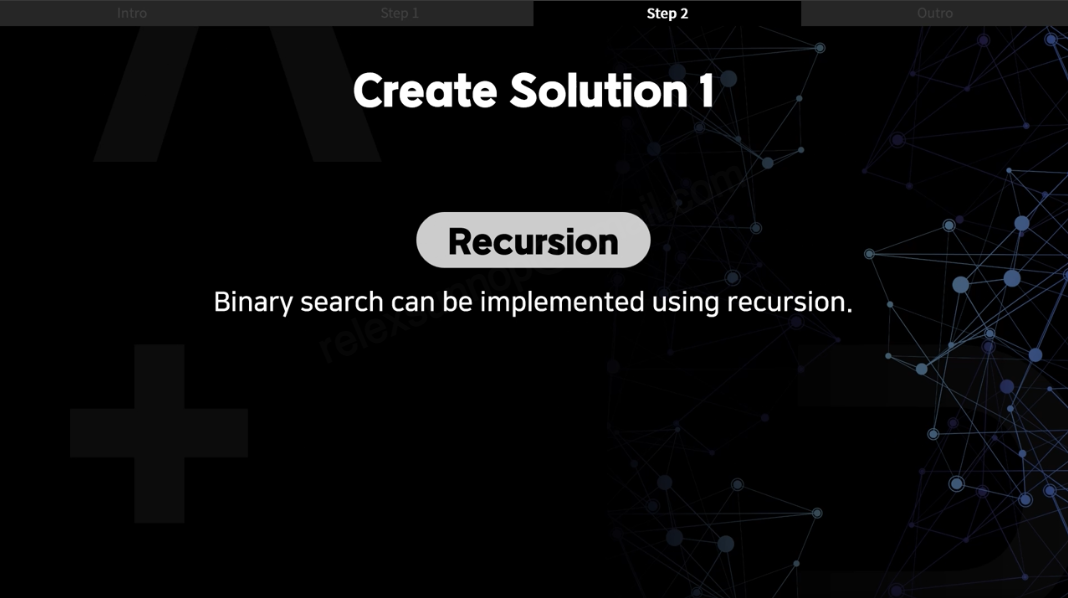 Intro
Step 1
Step 2
Outro
Create Solution 1
Recursion
Binary search can be implemented using recursion.